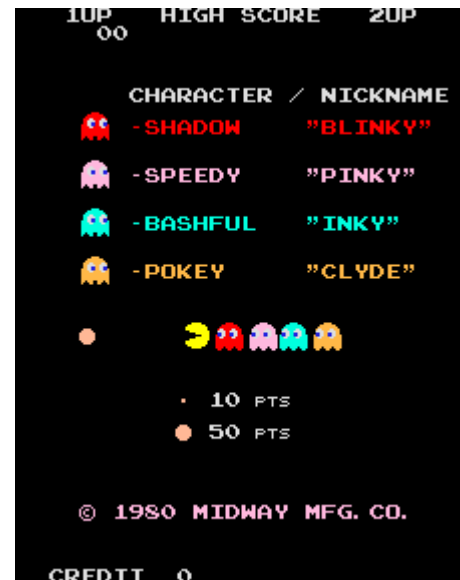 1UP HIGH SCORE 2UP
00
CHARACTER / NICKNAME
-SHADOW "BLINKY"
-SPEEDY "PINKY"
-BASHFUL "INKY"
-POKEY "CLYDE"
10 PTS
50 PTS
© 1980 MIDWAY MFG. CO.
CREDIT 0